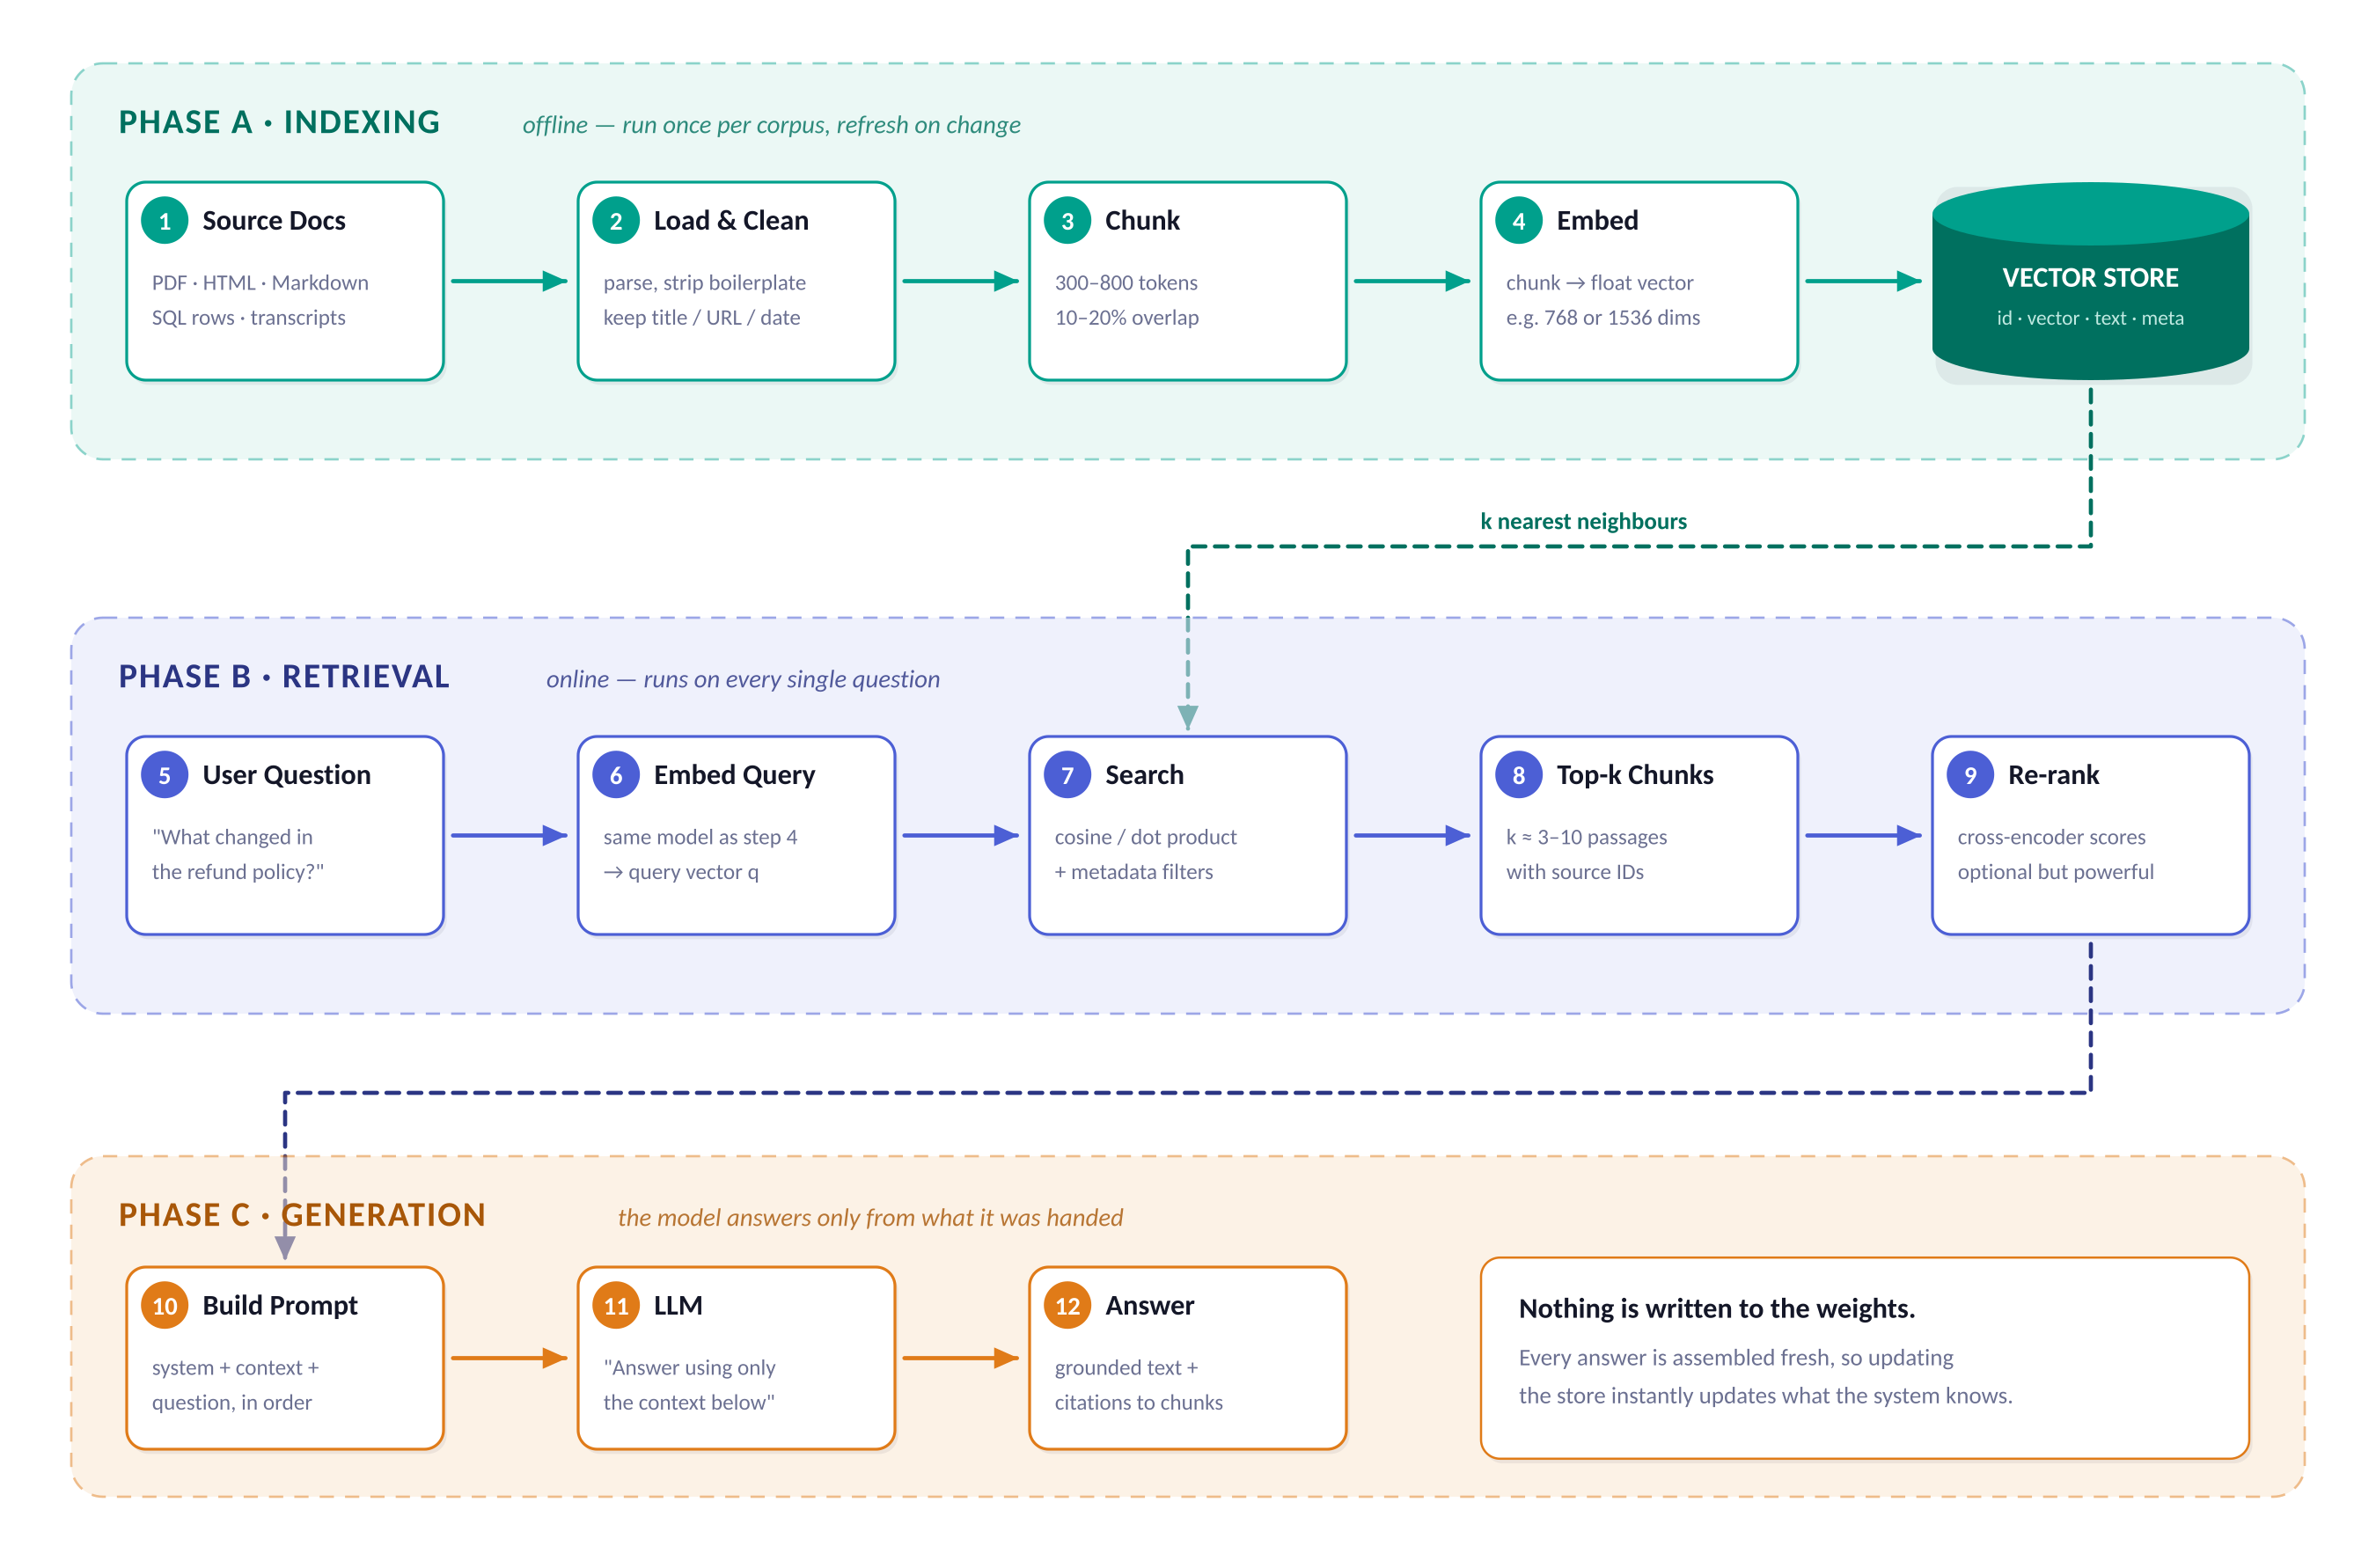 PHASE A · INDEXING
offline — run once per corpus, refresh on change
1 Source Docs
PDF · HTML · Markdown
SQL rows · transcripts
2 Load & Clean
parse, strip boilerplate
keep title / URL / date
3 Chunk
300–800 tokens
10–20% overlap
4 Embed
chunk → float vector
e.g. 768 or 1536 dims
VECTOR STORE
id · vector · text · meta
k nearest neighbours
PHASE B · RETRIEVAL
online — runs on every single question
5 User Question
"What changed in
the refund policy?"
6 Embed Query
same model as step 4
→ query vector q
7 Search
cosine / dot product
+ metadata filters
8 Top-k Chunks
k ≈ 3–10 passages
with source IDs
9 Re-rank
cross-encoder scores
optional but powerful
PHASE C · GENERATION
the model answers only from what it was handed
10 Build Prompt
system + context +
question, in order
11 LLM
"Answer using only
the context below"
12 Answer
grounded text +
citations to chunks
Nothing is written to the weights.
Every answer is assembled fresh, so updating
the store instantly updates what the system knows.